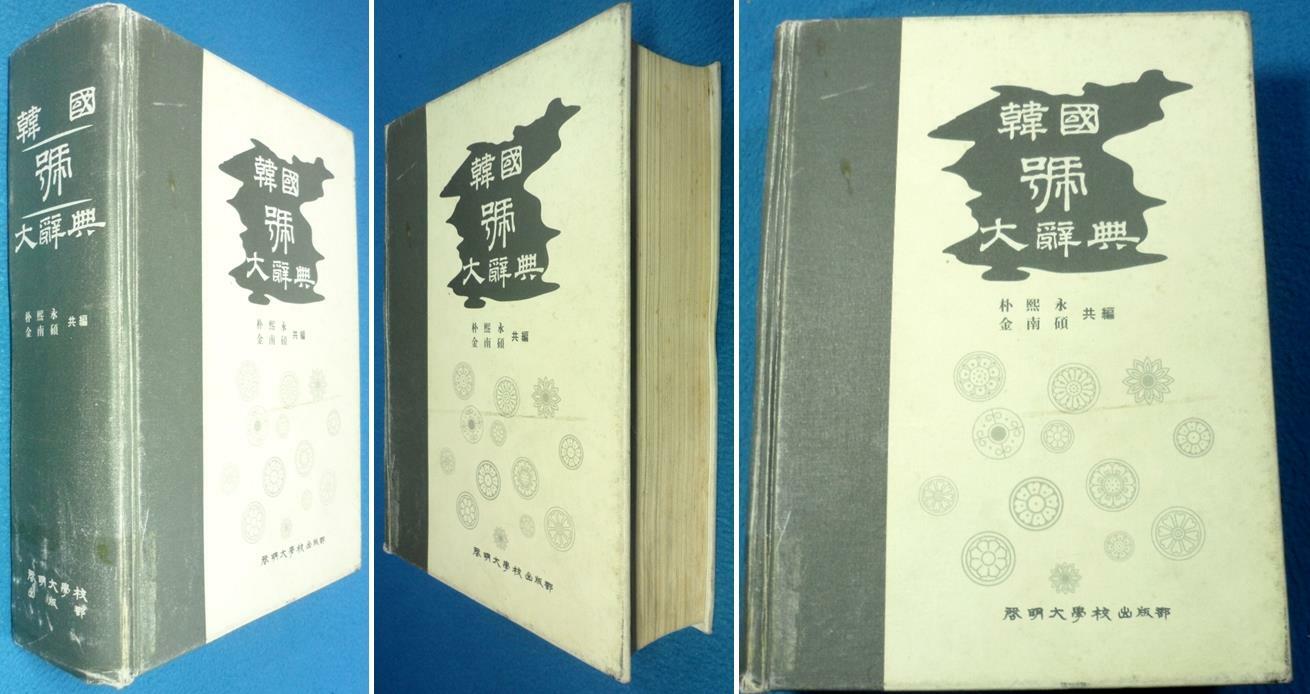 韓國
號
大辭典
朴熙永
金南碩
共編
啓明大學校
出版部
韓國
號
大辭典
朴熙永
金南碩
共編
啓明大學校出版部
韓國
號
大辭典
朴熙永
金南碩
共編
啓明大學校出版部
韓國
號
大辭典
朴熙永
金南碩
共編
啓明大學校出版部